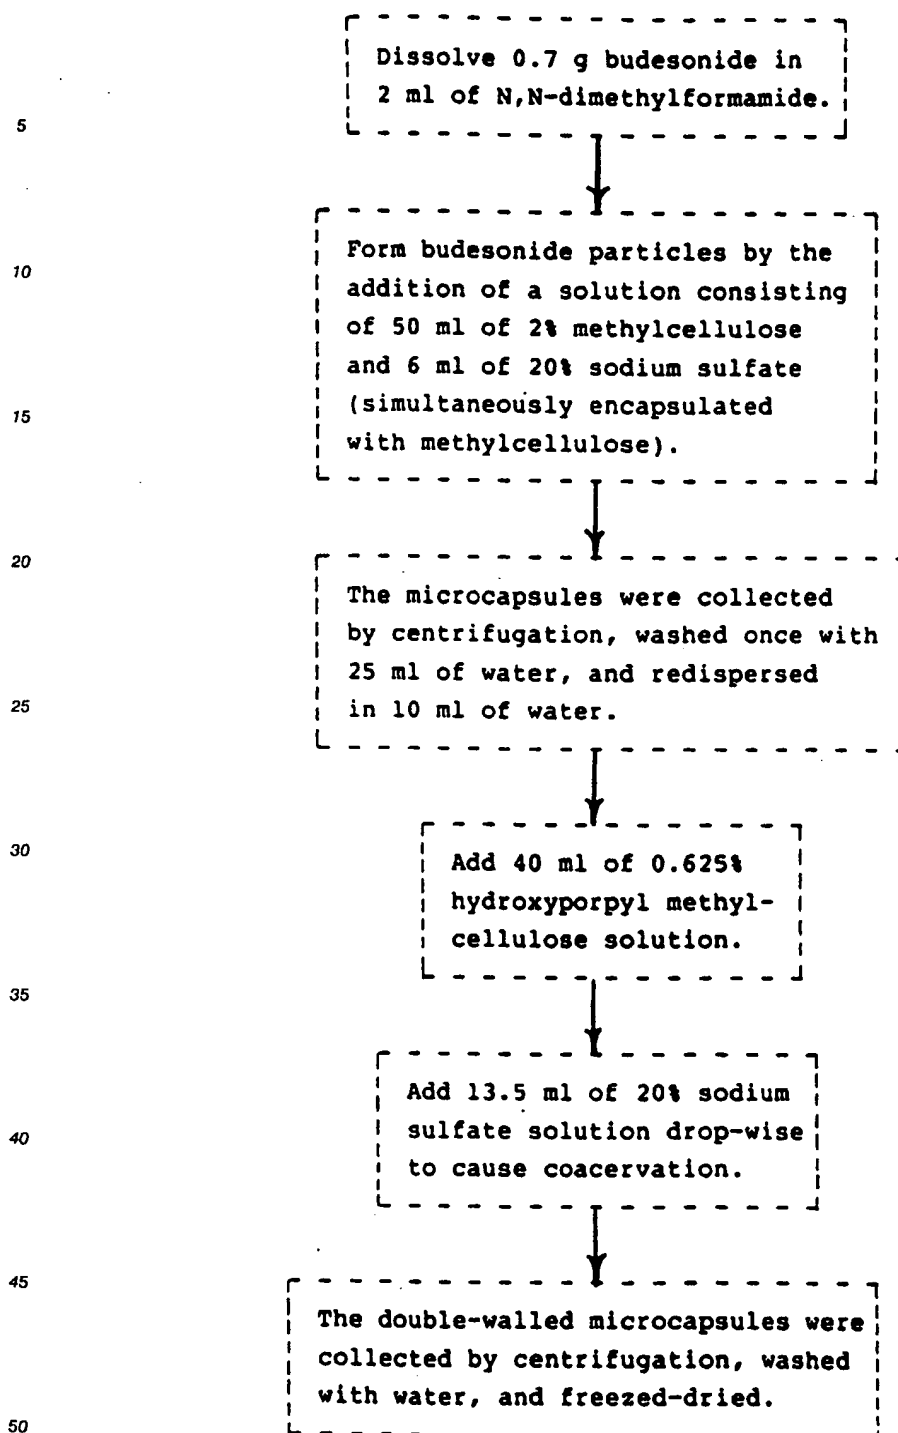 Dissolve 0.7 g budesonide in
2 ml of N,N-dimethylformamide.
5
Form budesonide particles by the
10
addition of a solution consisting
of 50 ml of 2% methylcellulose
and 6 ml of 20% sodium sulfate
15
(simultaneously encapsulated
with methylcellulose).
20
The microcapsules were collected
by centrifugation, washed once with
25 ml of water, and redispersed
25
in 10 ml of water.
30
Add 40 ml of 0.625%
hydroxyporpyl methyl-
cellulose solution.
35
Add 13.5 ml of 20% sodium
40
sulfate solution drop-wise
to cause coacervation.
45
The double-walled microcapsules were
collected by centrifugation, washed
with water, and freezed-dried.
50